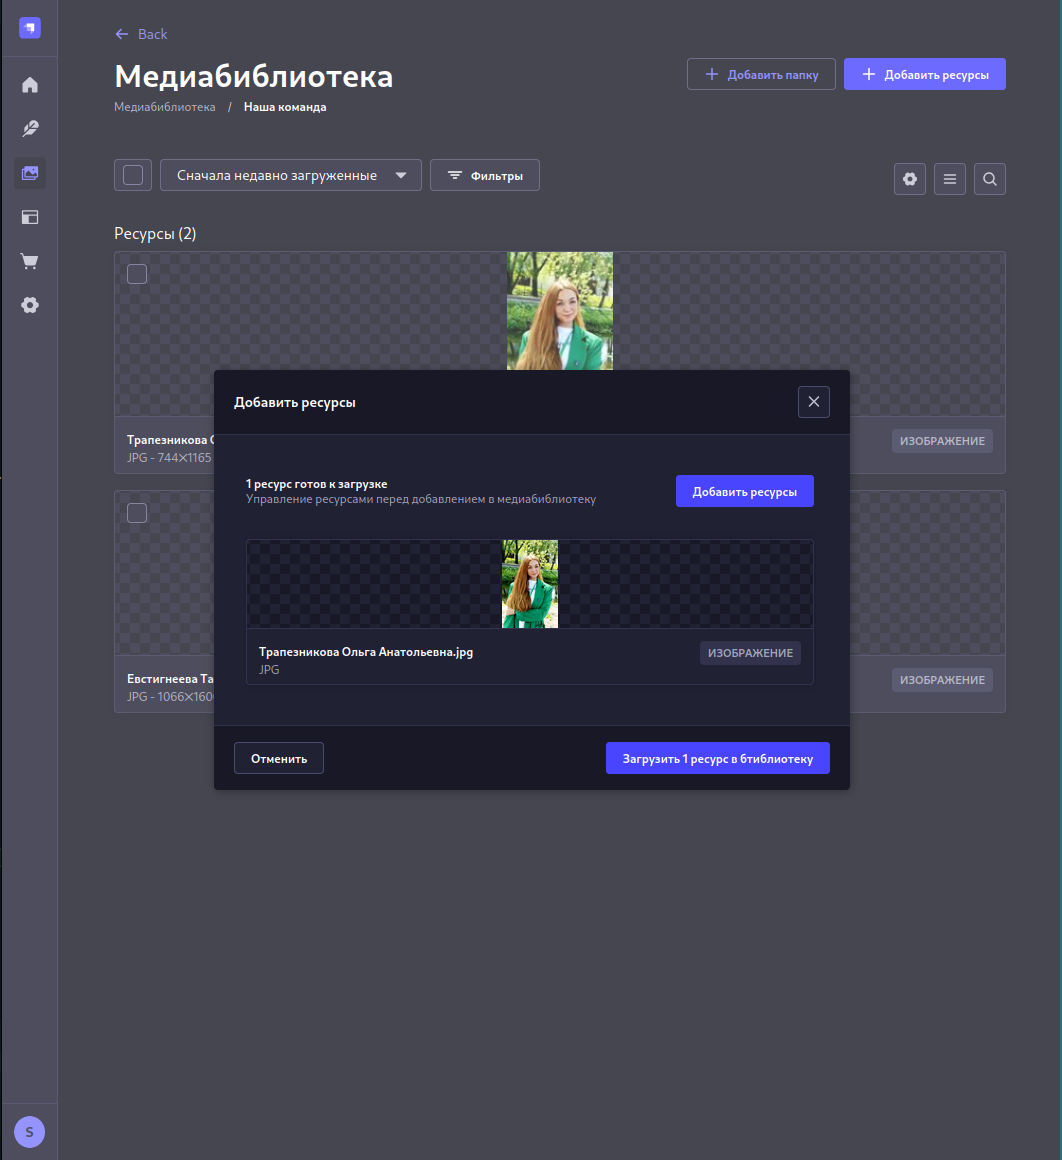 Back
Медиабиблиотека
Добавить папку
Добавить ресурсы
Медиабиблиотека / Наша команда
Сначала недавно загруженные
Фильтры
Ресурсы (2)
Добавить ресурсы
Трапезникова
JPG - 744✕1165
ИЗОБРАЖЕНИЕ
1 ресурс готов к загрузке
Управление ресурсами перед добавлением в медиабиблиотеку
Добавить ресурсы
Трапезникова Ольга Анатольевна.jpg
JPG
ИЗОБРАЖЕНИЕ
Евстигнеева Та
JPG - 1066✕160
ИЗОБРАЖЕНИЕ
Отменить
Загрузить 1 ресурс в бтиблиотеку
S